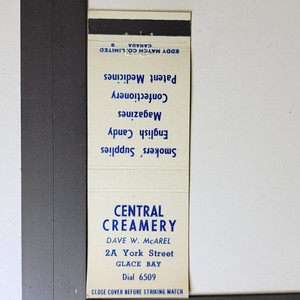 EDDY MATCH CO. LIMITED
CANADA B
Smokers' Supplies
English Candy
Magazines
Confectionery
Patent Medicines
CENTRAL
CREAMERY
DAVE W. McAREL
2A York Street
GLACE BAY
Dial 6509
CLOSE COVER BEFORE STRIKING MATCH